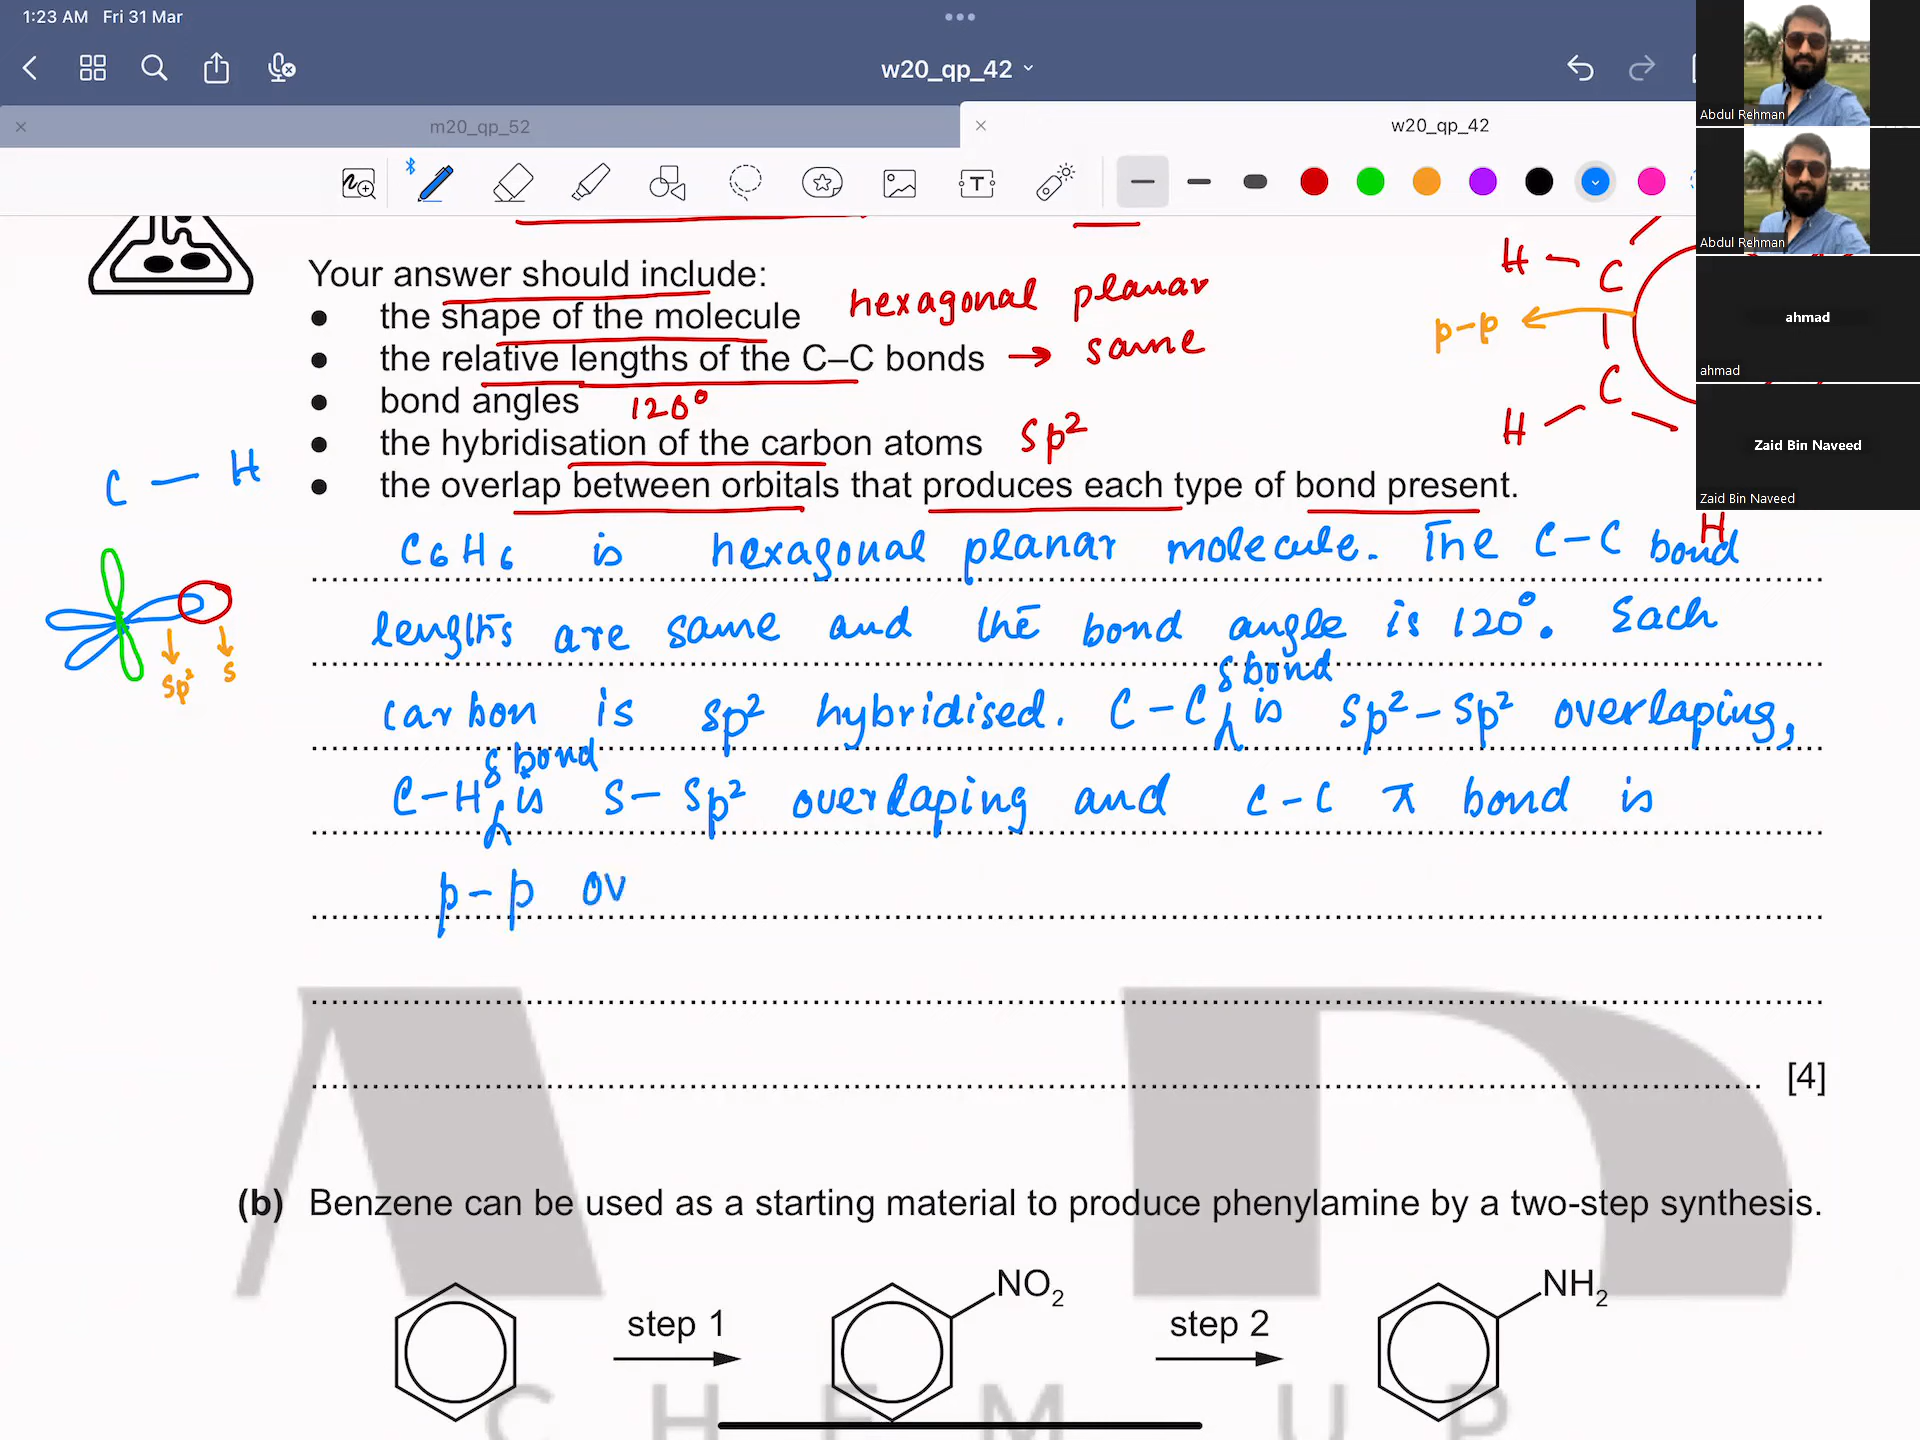 1:23 AM Fri 31 Mar
w20_qp_42
m20_qp_52
w20_qp_42
Abdul Rehman
Abdul Rehman
ahmad
ahmad
Zaid Bin Naveed
Zaid Bin Naveed
Your answer should include:
• the shape of the molecule hexagonal planar
• the relative lengths of the C–C bonds → same
• bond angles 120°
• the hybridisation of the carbon atoms sp²
• the overlap between orbitals that produces each type of bond present.
H – C
p-p
C
H
H
C — H
sp² s
C6H6 is hexagonal planar molecule. The C-C bond
lengths are same and the bond angle is 120°. Each
carbon is sp² hybridised. C-C δ bond is sp²-sp² overlaping,
C-H δ bond is s-sp² overlaping and C-C π bond is
p-p ov
[4]
(b) Benzene can be used as a starting material to produce phenylamine by a two-step synthesis.
step 1
NO2
step 2
NH2
CHEM UP